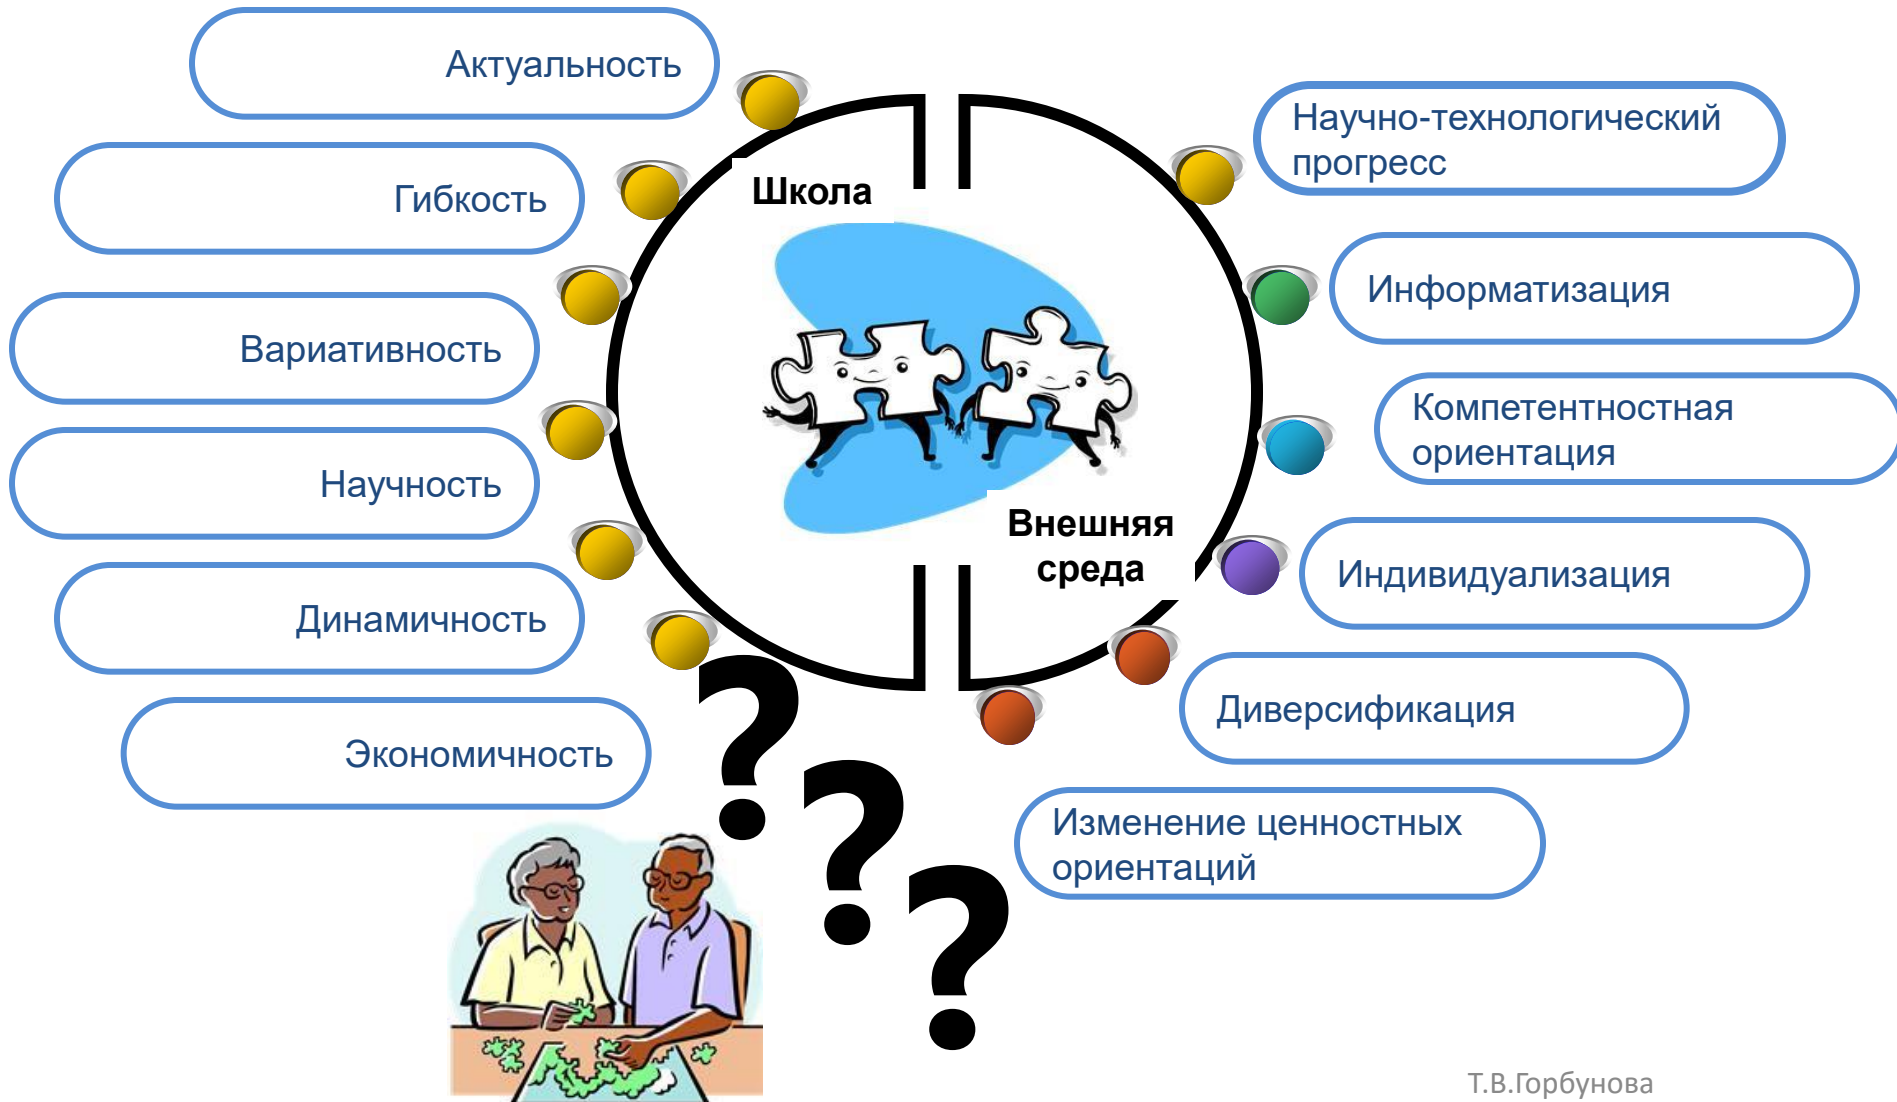 Актуальность
Гибкость
Вариативность
Научность
Динамичность
Экономичность
Школа
Внешняя
среда
Научно-технологический
прогресс
Информатизация
Компетентностная
ориентация
Индивидуализация
Диверсификация
Изменение ценностных
ориентаций
?
?
?
Т.В.Горбунова